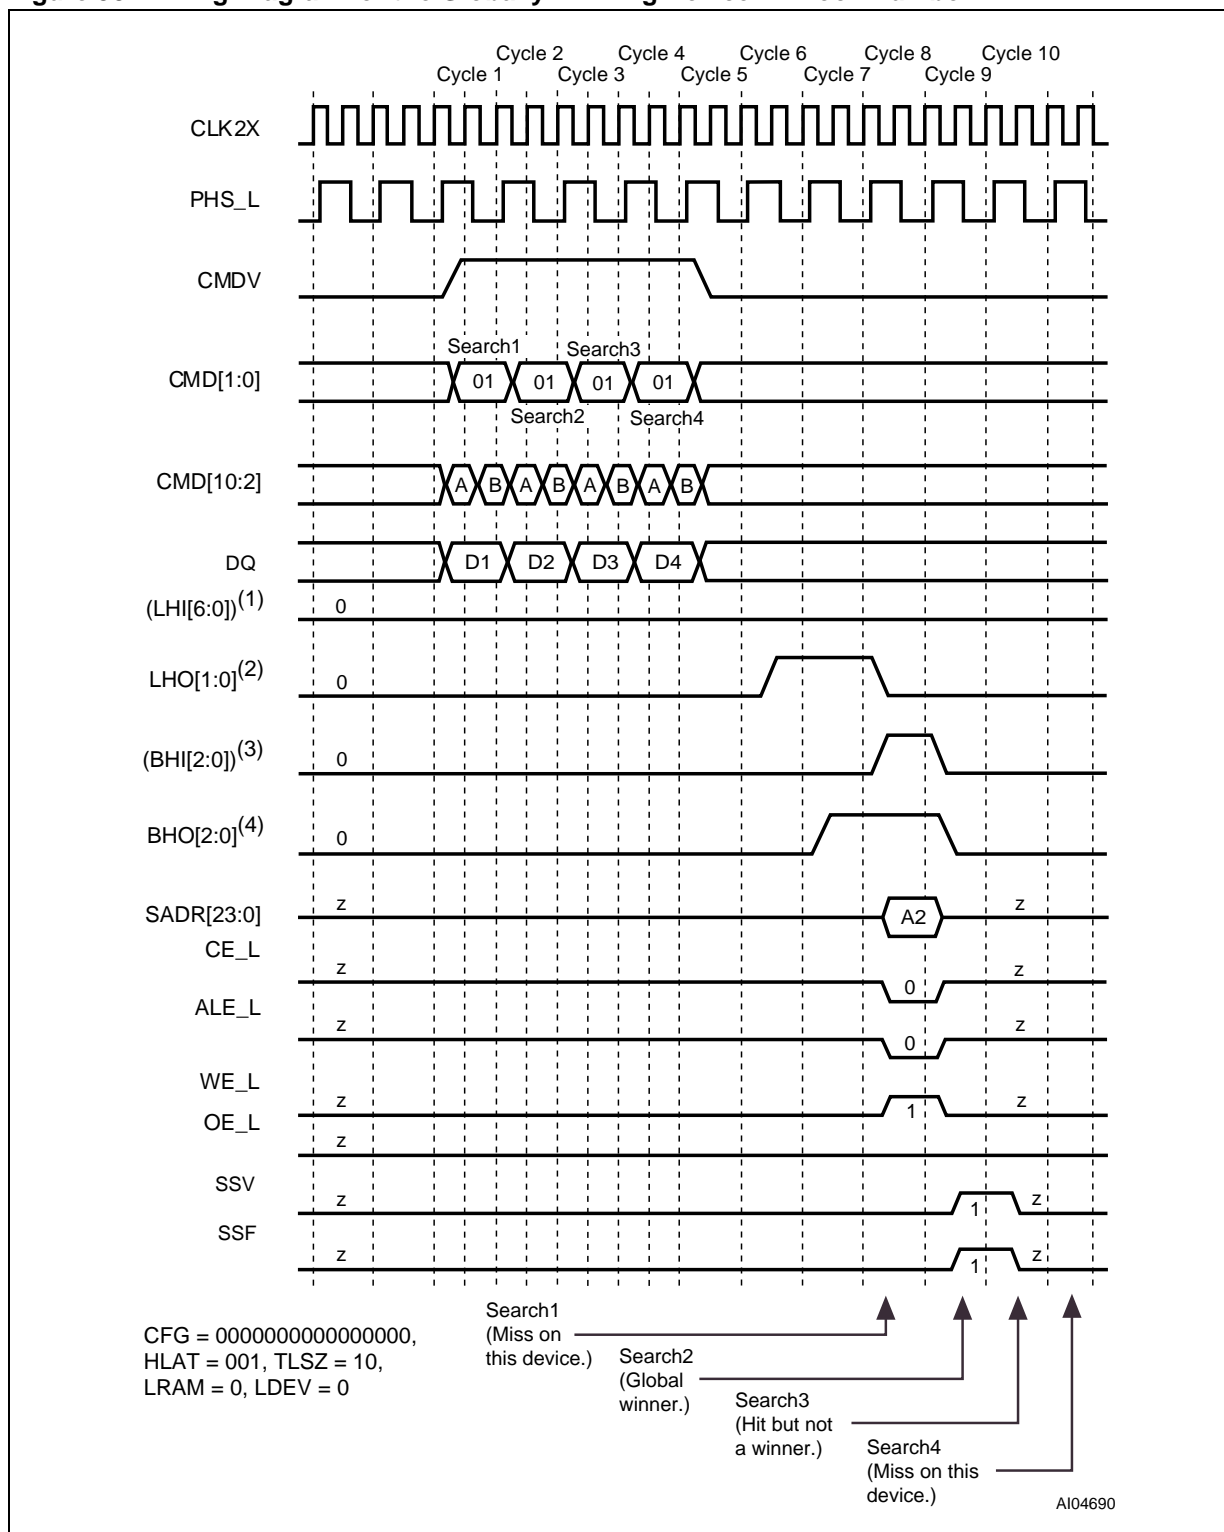 Cycle 2 Cycle 4 Cycle 6 Cycle 8 Cycle 10
Cycle 1 Cycle 3 Cycle 5 Cycle 7 Cycle 9
CLK2X
PHS_L
CMDV
Search1 Search3
CMD[1:0] 01 01 01 01
Search2 Search4
CMD[10:2] A B A B A B A B
DQ D1 D2 D3 D4
(LHI[6:0])(1) 0
LHO[1:0](2) 0
(BHI[2:0])(3) 0
BHO[2:0](4) 0
SADR[23:0] z A2 z
CE_L
z 0 z
ALE_L
z 0 z
WE_L
z 1 z
OE_L
z
SSV
z 1 z
SSF
z 1 z
CFG = 0000000000000000,
HLAT = 001, TLSZ = 10,
LRAM = 0, LDEV = 0
Search1
(Miss on
this device.)
Search2
(Global
winner.)
Search3
(Hit but not
a winner.)
Search4
(Miss on this
device.)
AI04690